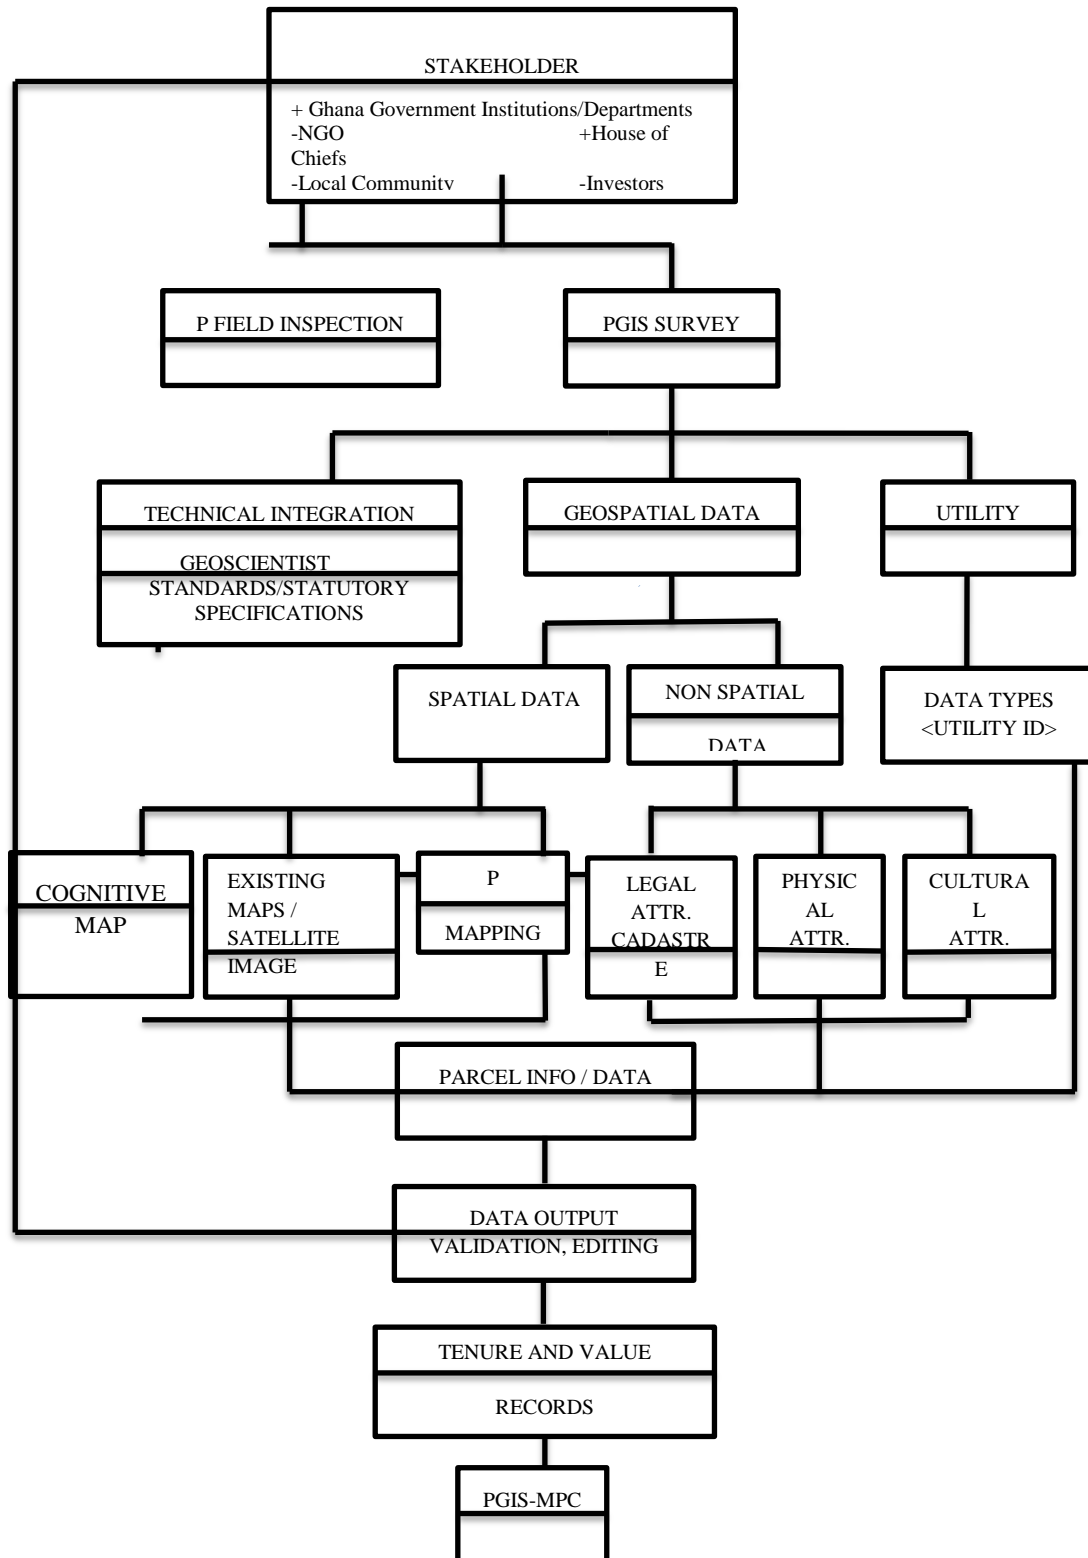 STAKEHOLDER
+ Ghana Government Institutions/Departments
-NGO +House of
Chiefs
-Local Community -Investors
P FIELD INSPECTION
PGIS SURVEY
TECHNICAL INTEGRATION
GEOSCIENTIST
STANDARDS/STATUTORY
SPECIFICATIONS
GEOSPATIAL DATA
UTILITY
SPATIAL DATA
NON SPATIAL
DATA
DATA TYPES
<UTILITY ID>
COGNITIVE
MAP
EXISTING
MAPS /
SATELLITE
IMAGE
P
MAPPING
LEGAL
ATTR.
CADASTR
E
PHYSIC
AL
ATTR.
CULTURA
L
ATTR.
PARCEL INFO / DATA
DATA OUTPUT
VALIDATION, EDITING
TENURE AND VALUE
RECORDS
PGIS-MPC